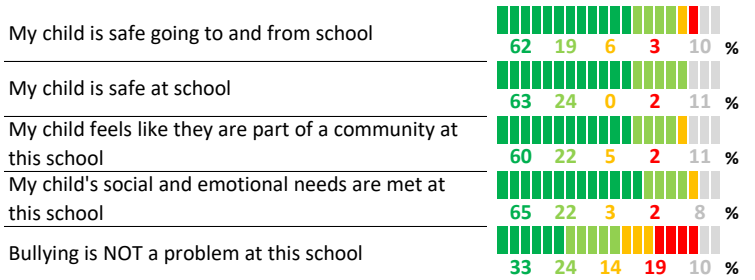 My child is safe going to and from school
62 19 6 3 10 %
My child is safe at school
63 24 0 2 11 %
My child feels like they are part of a community at
this school
60 22 5 2 11 %
My child's social and emotional needs are met at
this school
65 22 3 2 8 %
Bullying is NOT a problem at this school
33 24 14 19 10 %